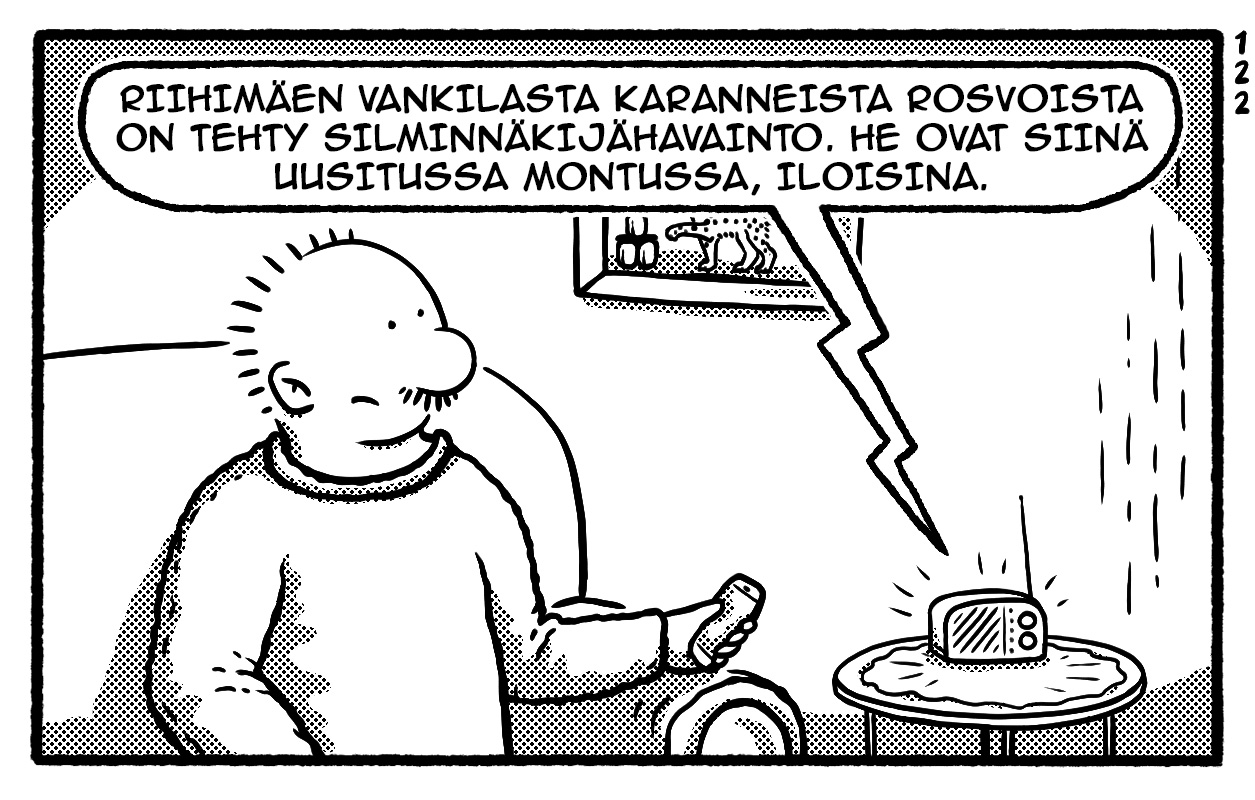 RIIHIMÄEN VANKILASTA KARANNEISTA ROSVOISTA
ON TEHTY SILMINNÄKIJÄHAVAINTO. HE OVAT SIINÄ
UUSITUSSA MONTUSSA, ILOISINA.
1
2
2